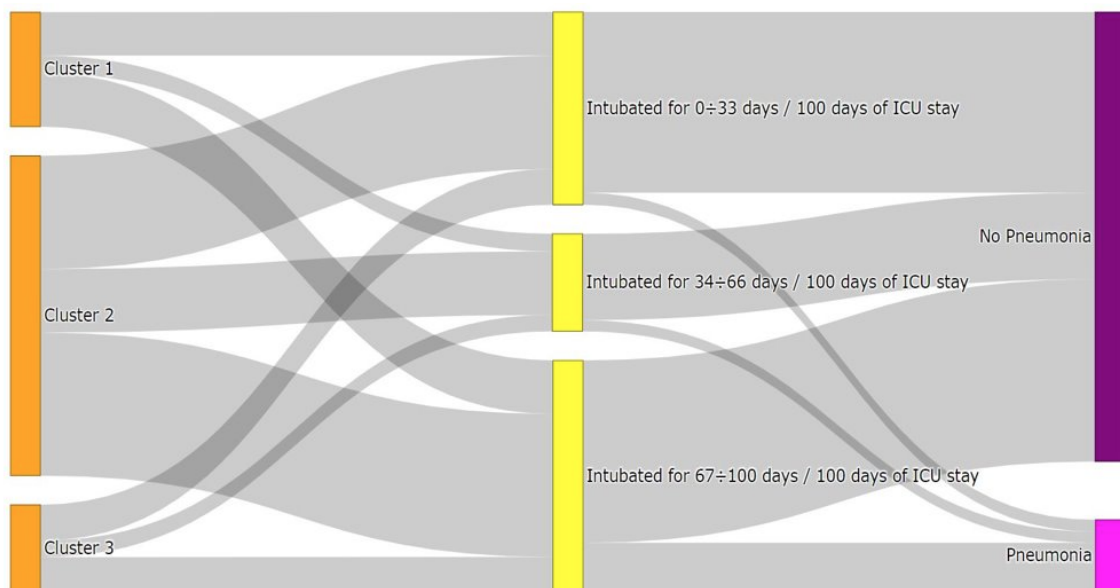 Cluster 1
Cluster 2
Cluster 3
Intubated for 0÷33 days / 100 days of ICU stay
Intubated for 34÷66 days / 100 days of ICU stay
Intubated for 67÷100 days / 100 days of ICU stay
No Pneumonia
Pneumonia